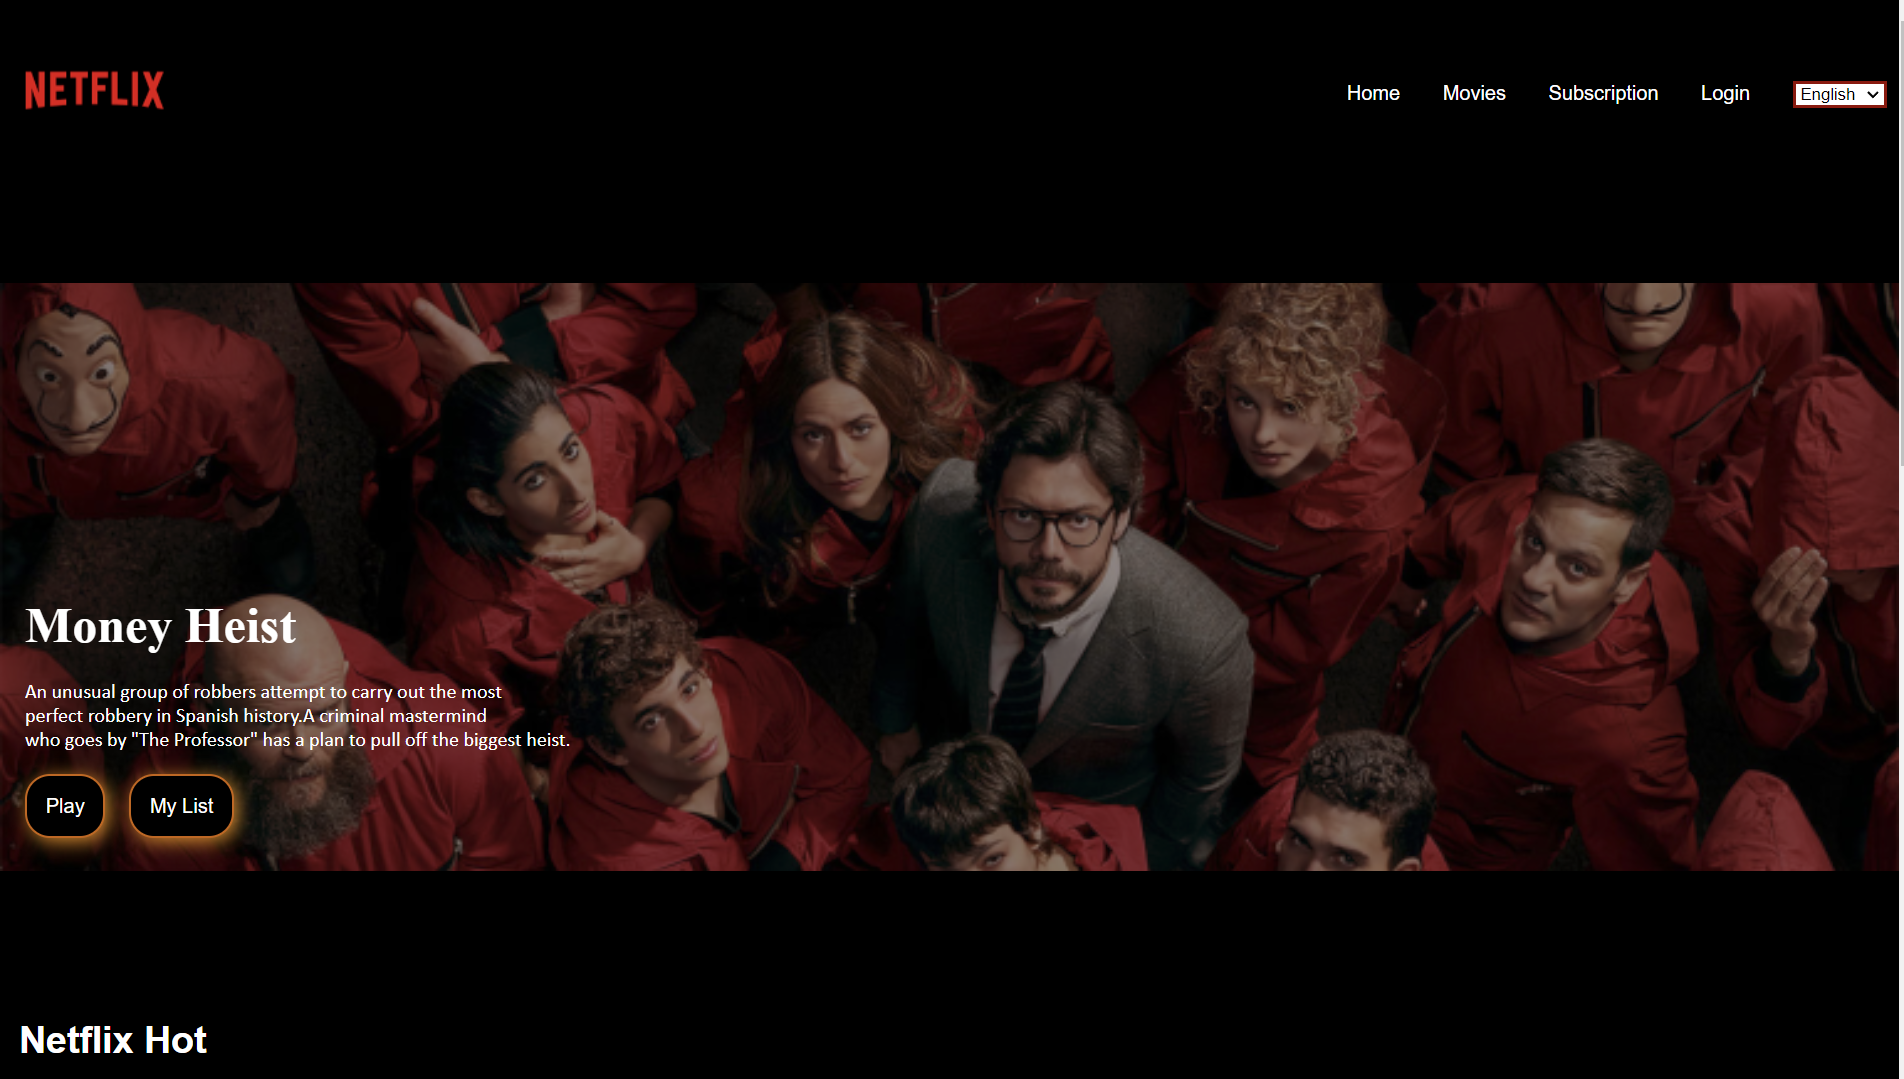 NETFLIX
Home Movies Subscription Login English
Money Heist
An unusual group of robbers attempt to carry out the most
perfect robbery in Spanish history.A criminal mastermind
who goes by "The Professor" has a plan to pull off the biggest heist.
Play My List
Netflix Hot